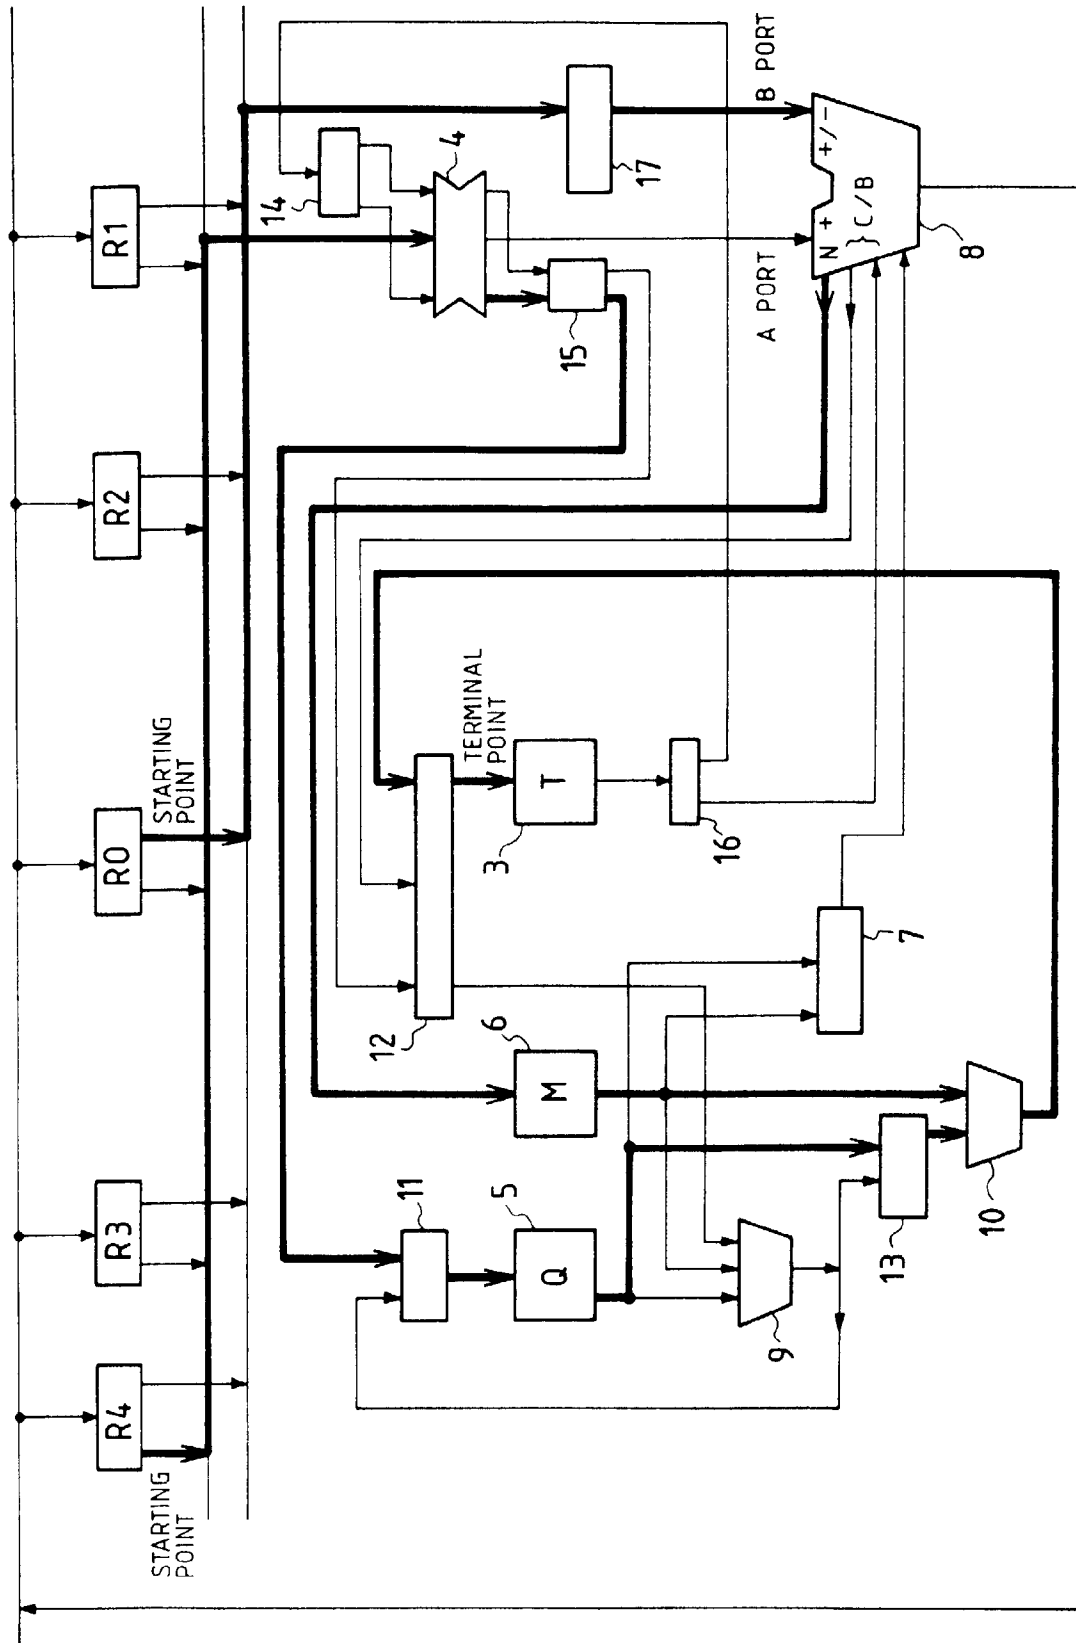 R4
R3
R0
R2
R1
STARTING
POINT
STARTING
POINT
14
4
15
17
11
12
TERMINAL
POINT
Q
5
M
6
T
3
16
9
13
7
10
A PORT
B PORT
N + +/-
} C/B
8